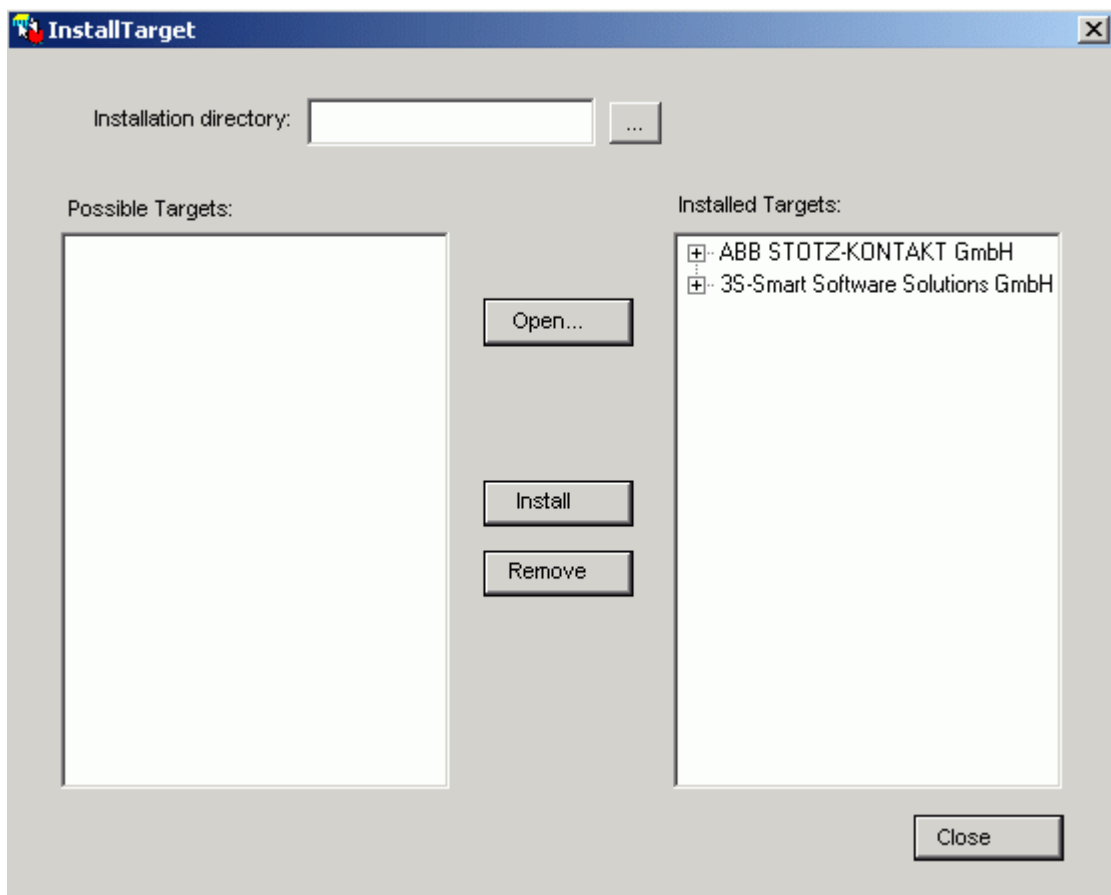 InstallTarget
Installation directory:
...
Possible Targets:
Installed Targets:
ABB STOTZ-KONTAKT GmbH
3S-Smart Software Solutions GmbH
Open...
Install
Remove
Close